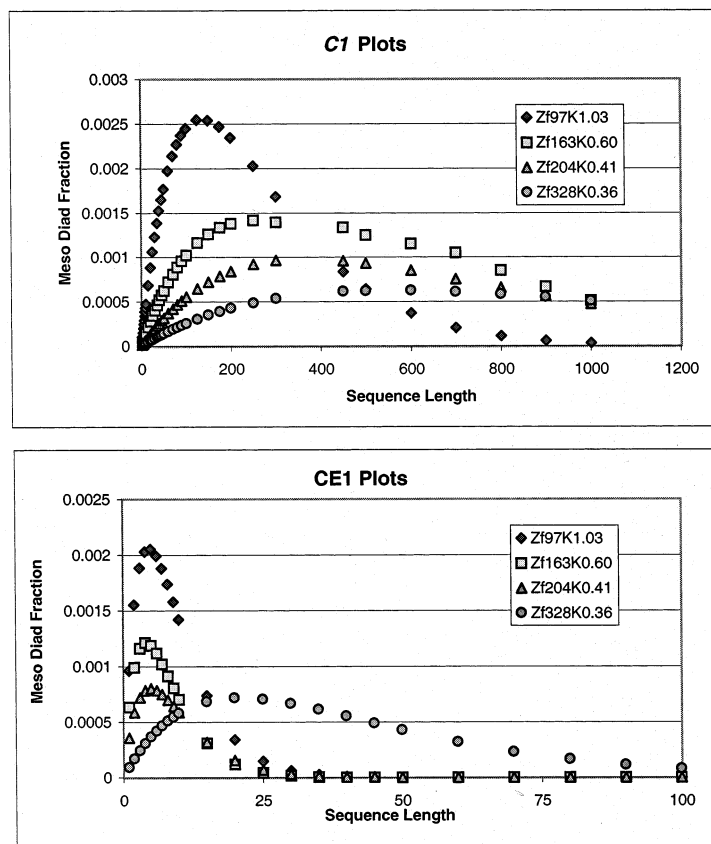 C1 Plots
0.003
0.0025
0.002
0.0015
0.001
0.0005
0
Meso Diad Fraction
Zf97K1.03
Zf163K0.60
Zf204K0.41
Zf328K0.36
0 200 400 600 800 1000 1200
Sequence Length
CE1 Plots
0.0025
0.002
0.0015
0.001
0.0005
0
Meso Diad Fraction
Zf97K1.03
Zf163K0.60
Zf204K0.41
Zf328K0.36
0 25 50 75 100
Sequence Length